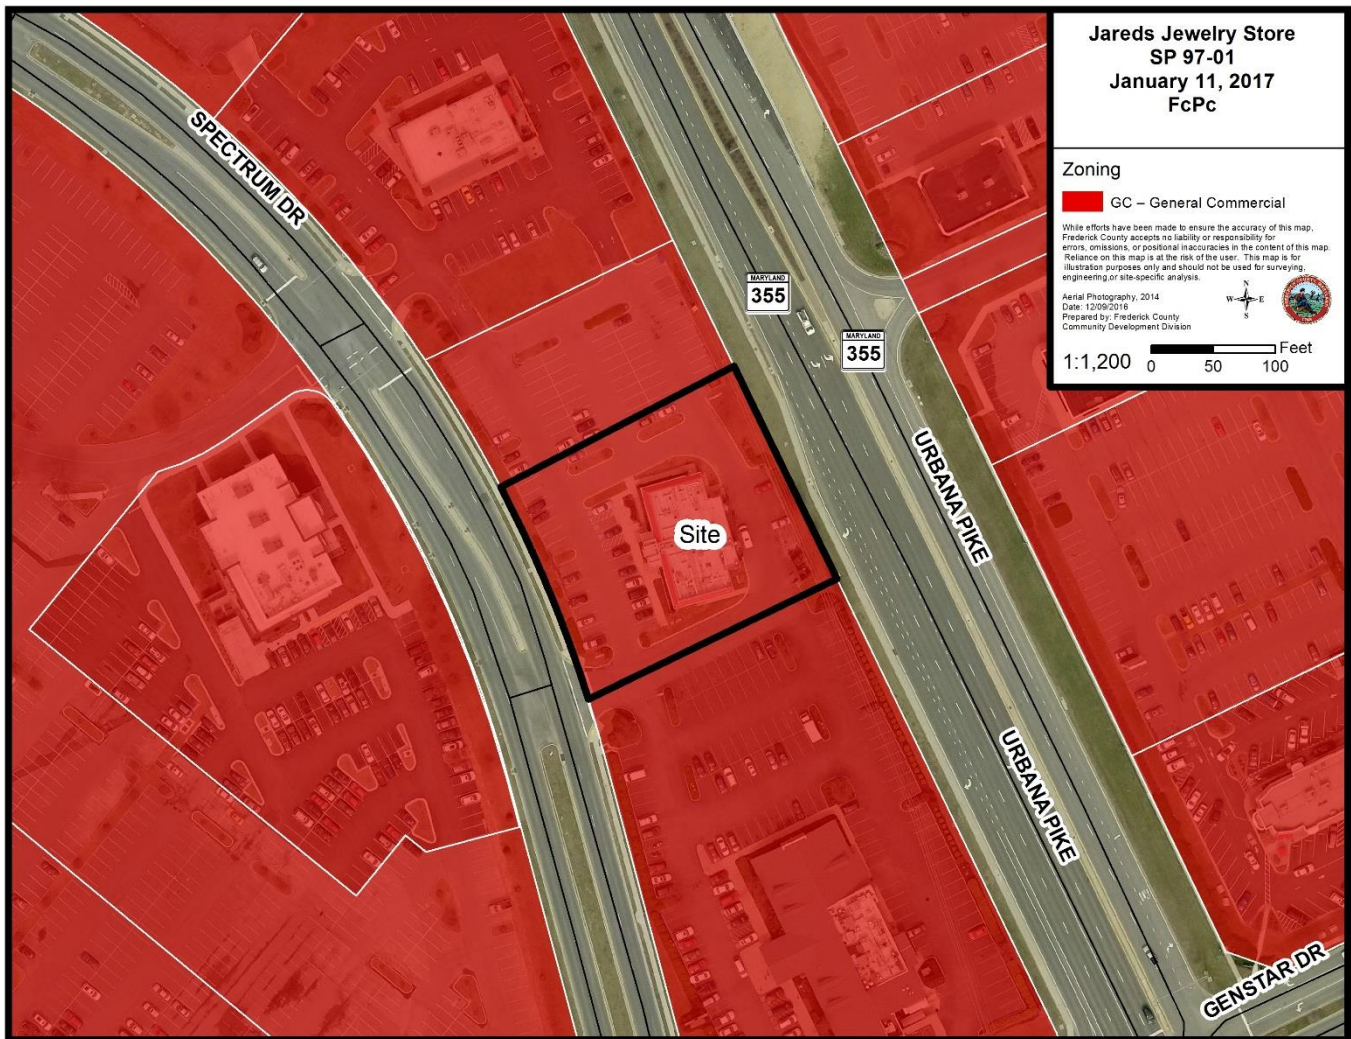 Jareds Jewelry Store
SP 97-01
January 11, 2017
FcPc
Zoning
GC – General Commercial
While efforts have been made to ensure the accuracy of this map,
Frederick County accepts no liability or responsibility for
errors, omissions, or positional inaccuracies in the content of this map.
Reliance on this map is at the risk of the user. This map is for
illustration purposes only and should not be used for surveying,
engineering,or site-specific analysis.
Aerial Photography, 2014
Date: 12/09/2016
Prepared by: Frederick County
Community Development Division
N
W E
S
1:1,200
Feet
0 50 100
SPECTRUM DR
MARYLAND
355
MARYLAND
355
URBANA PIKE
Site
URBANA PIKE
GENSTAR DR